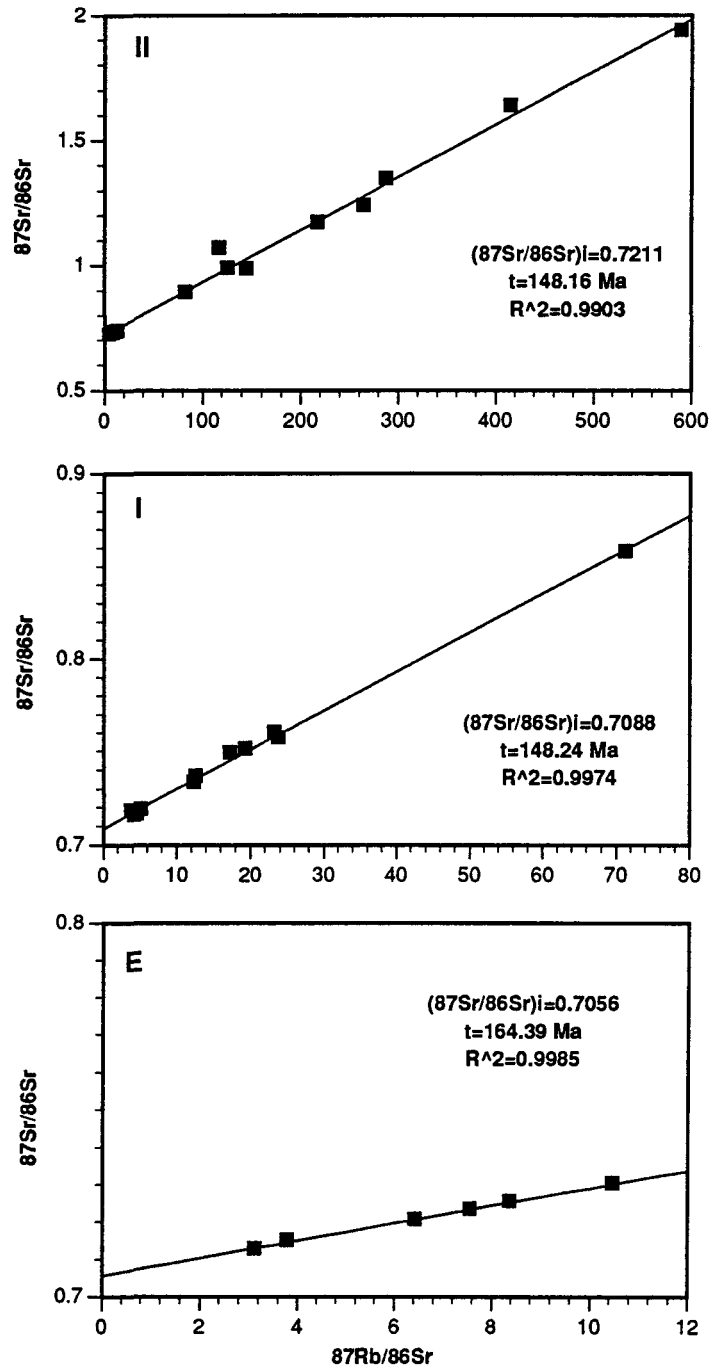 2
II
1.5
87Sr/86Sr
1
(87Sr/86Sr)i=0.7211
t=148.16 Ma
R^2=0.9903
0.5
0 100 200 300 400 500 600
0.9
I
0.8
87Sr/86Sr
(87Sr/86Sr)i=0.7088
t=148.24 Ma
R^2=0.9974
0.7
0 10 20 30 40 50 60 70 80
0.8
E
(87Sr/86Sr)i=0.7056
t=164.39 Ma
R^2=0.9985
87Sr/86Sr
0.7
0 2 4 6 8 10 12
87Rb/86Sr